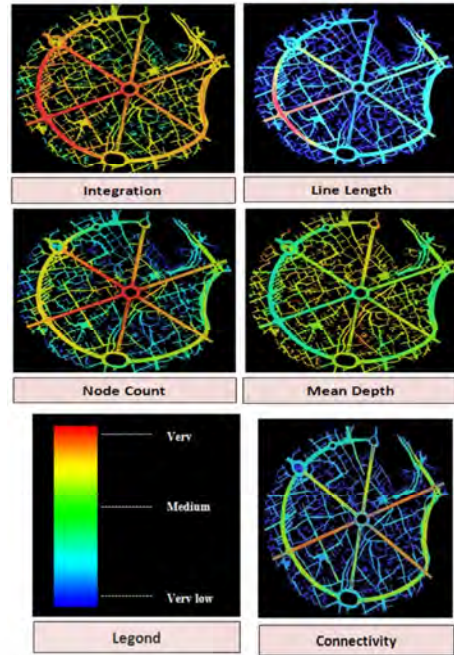 Integration
Line Length
Node Count
Mean Depth
Verv
Medium
Verv low
Legond
Connectivity